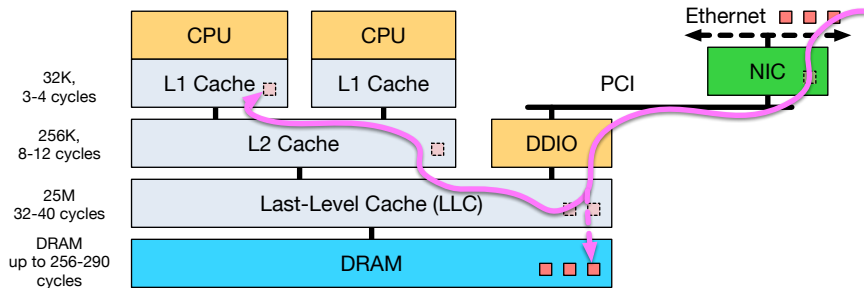 Ethernet
CPU
CPU
NIC
32K,
3-4 cycles
L1 Cache
L1 Cache
PCI
256K,
8-12 cycles
L2 Cache
DDIO
25M
32-40 cycles
Last-Level Cache (LLC)
DRAM
up to 256-290
cycles
DRAM